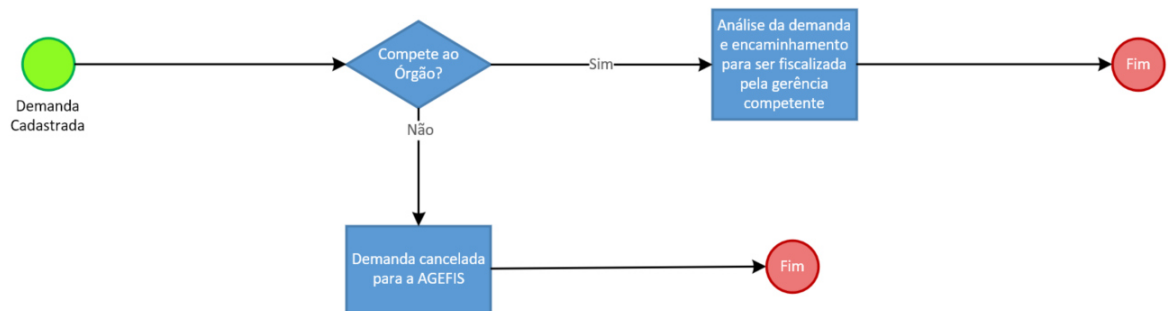 Demanda
Cadastrada
Compete ao
Órgão?
Sim
Análise da demanda
e encaminhamento
para ser fiscalizada
pela gerência
competente
Fim
Não
Demanda cancelada
para a AGEFIS
Fim